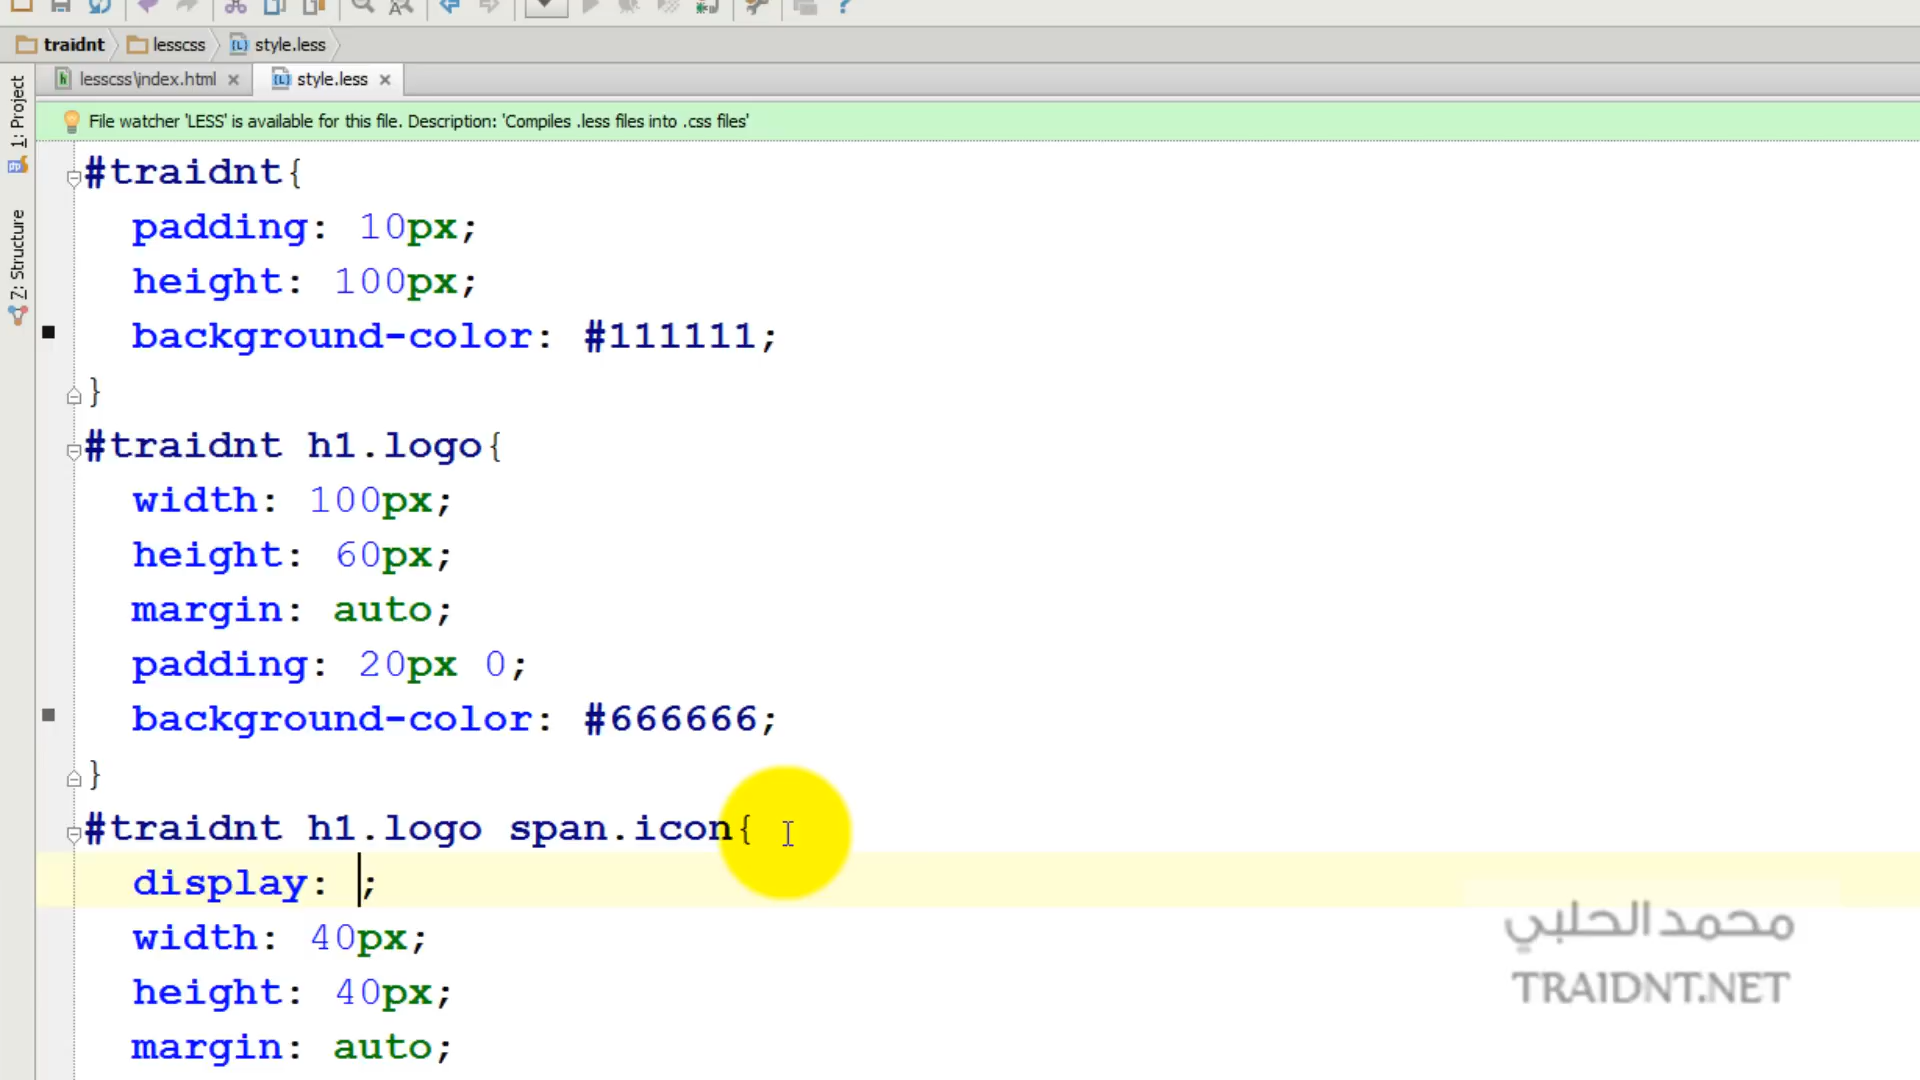 traidnt lesscss style.less
lesscss\index.html style.less
1: Project
Z: Structure
File watcher 'LESS' is available for this file. Description: 'Compiles .less files into .css files'
#traidnt{
padding: 10px;
height: 100px;
background-color: #111111;
}
#traidnt h1.logo{
width: 100px;
height: 60px;
margin: auto;
padding: 20px 0;
background-color: #666666;
}
#traidnt h1.logo span.icon{
display: ;
width: 40px;
height: 40px;
margin: auto;
محمد الحلبي
TRAIDNT.NET